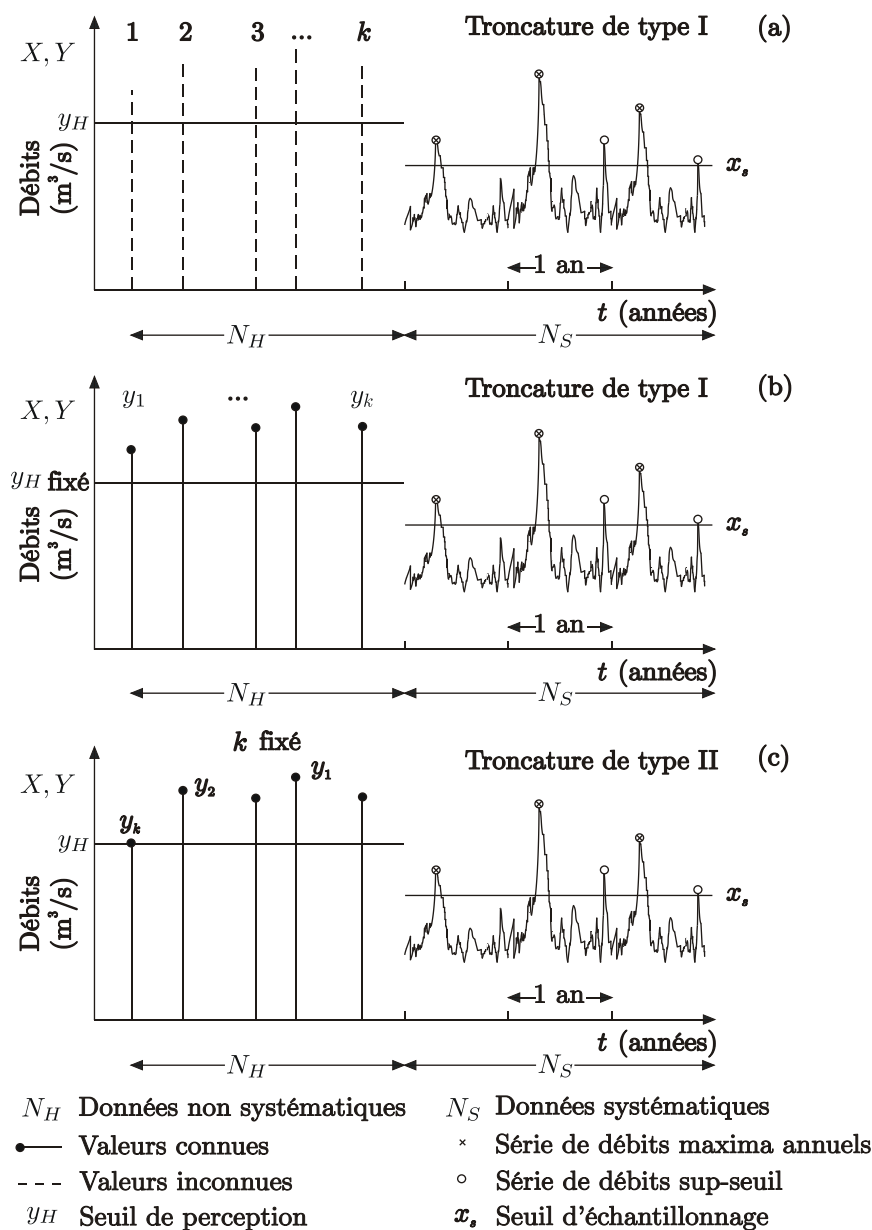 1 2 3 ... k Troncature de type I (a)
X, Y
y_H
Débits
(m³/s)
x_s
1 an
t (années)
N_H N_S
Troncature de type I (b)
y_1 ... y_k
X, Y
y_H fixé
Débits
(m³/s)
x_s
1 an
t (années)
N_H N_S
k fixé
Troncature de type II (c)
X, Y
y_2 y_1
y_k
y_H
Débits
(m³/s)
x_s
1 an
t (années)
N_H N_S
N_H Données non systématiques
Valeurs connues
Valeurs inconnues
y_H Seuil de perception
N_S Données systématiques
Série de débits maxima annuels
Série de débits sup-seuil
x_s Seuil d'échantillonnage